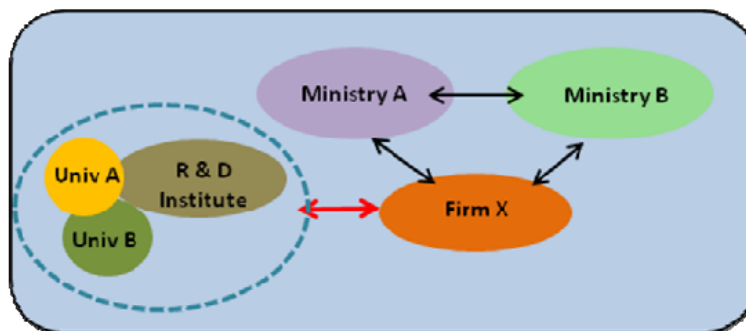 Ministry A
Ministry B
Univ A
R & D
Institute
Firm X
Univ B